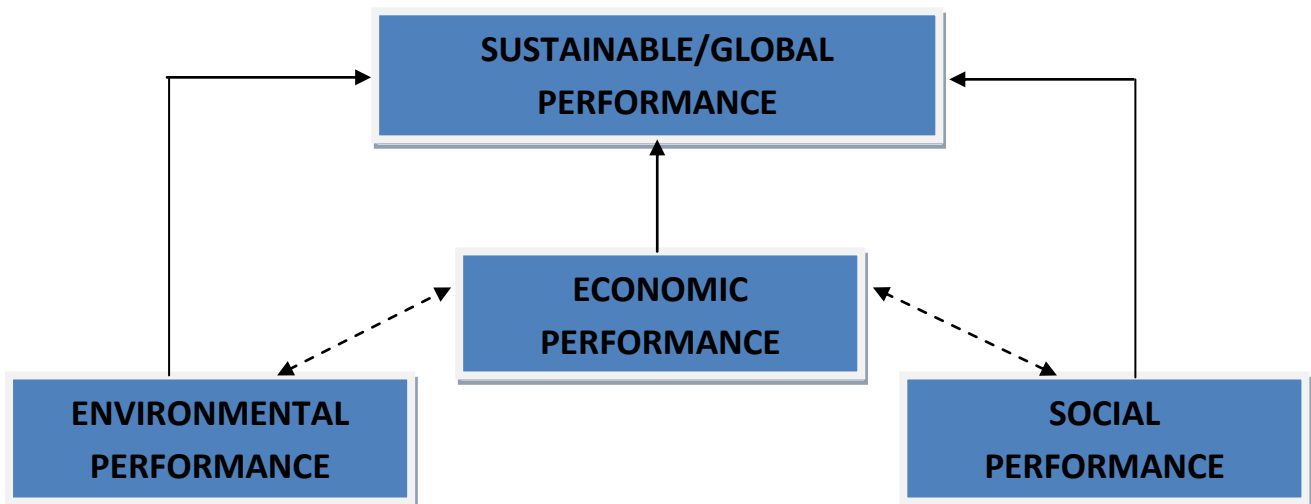 SUSTAINABLE/GLOBAL
PERFORMANCE
ECONOMIC
PERFORMANCE
ENVIRONMENTAL
PERFORMANCE
SOCIAL
PERFORMANCE